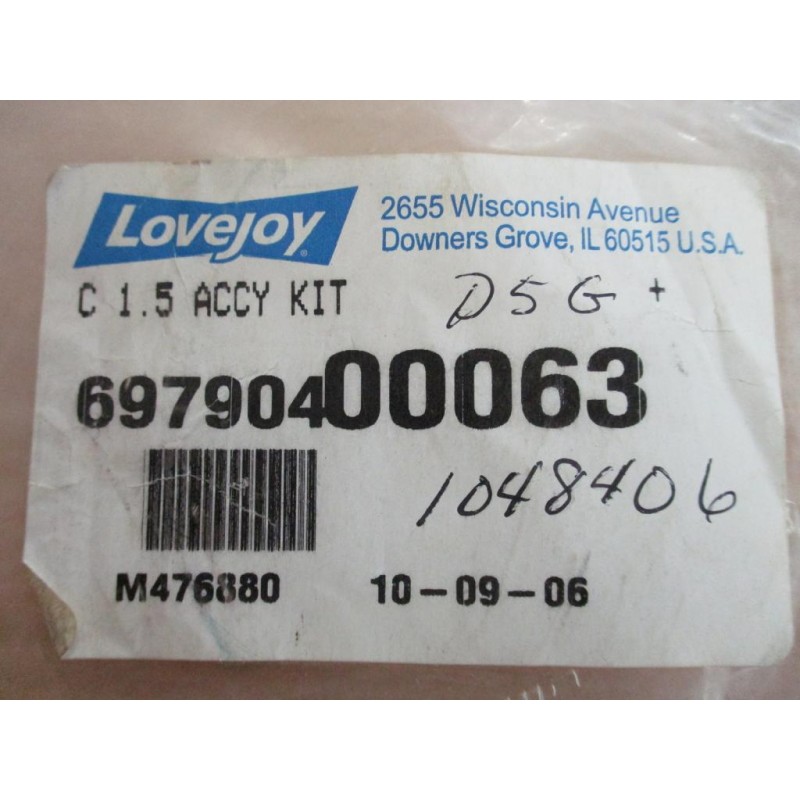 Lovejoy®
2655 Wisconsin Avenue
Downers Grove, IL 60515 U.S.A.
C 1.5 ACCY KIT
D5G +
69790400063
1048406
M476880
10-09-06